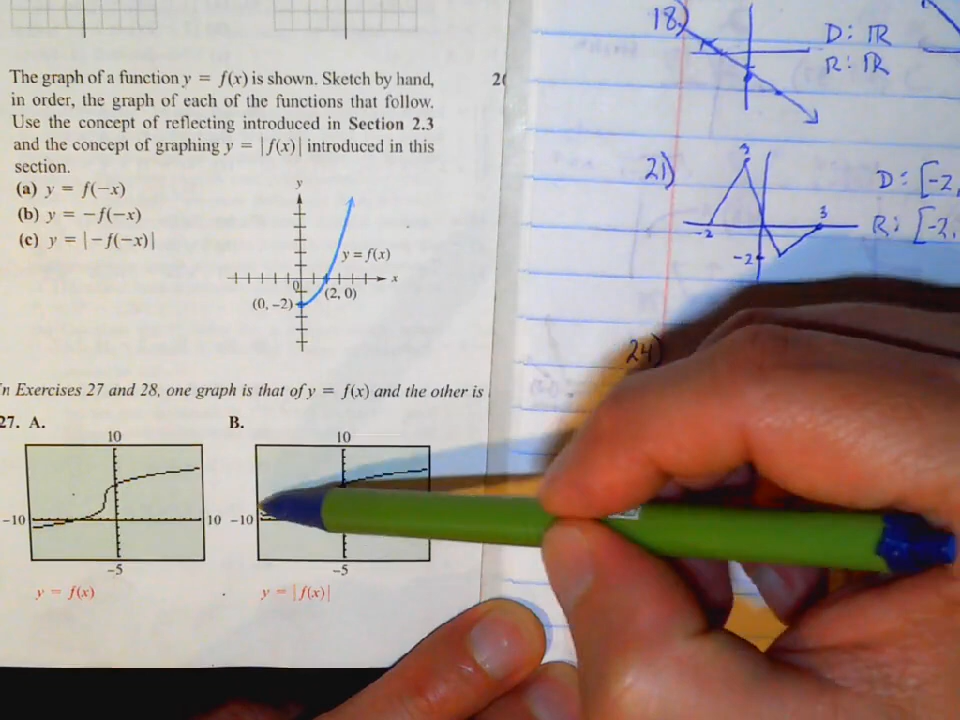 The graph of a function y = f(x) is shown. Sketch by hand,
in order, the graph of each of the functions that follow.
Use the concept of reflecting introduced in Section 2.3
and the concept of graphing y = |f(x)| introduced in this
section.
(a) y = f(−x)
(b) y = −f(−x)
(c) y = |−f(−x)|
y
y = f(x)
x
0
(2, 0)
(0, −2)
In Exercises 27 and 28, one graph is that of y = f(x) and the other is
27. A.
10
−10
10
−5
y = f(x)
B.
10
−10
−5
y = |f(x)|
18.)
D: ℝ
R: ℝ
21)
3
-2
3
-2
D: [-2,
R: [-2,
24)